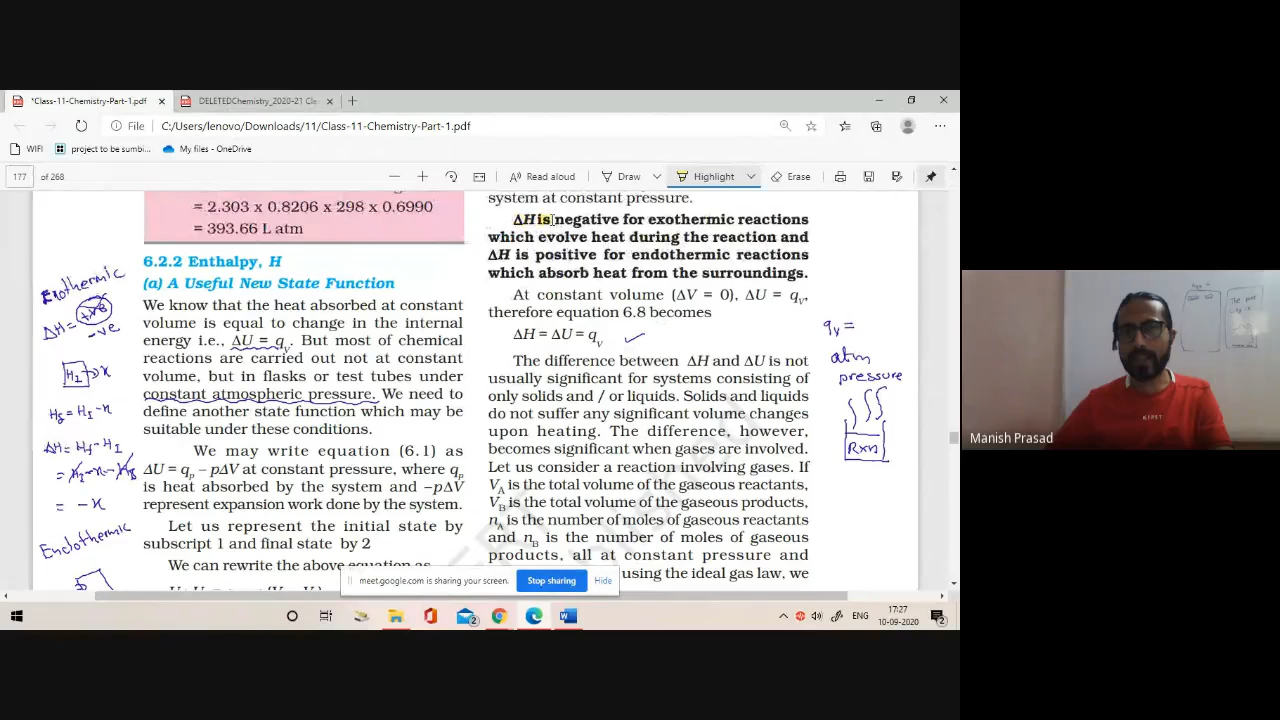 *Class-11-Chemistry-Part-1.pdf
DELETEDChemistry_2020-21 Cl
File
C:/Users/lenovo/Downloads/11/Class-11-Chemistry-Part-1.pdf
WIFI
project to be sumbi...
My files - OneDrive
177 of 268
Read aloud
Draw
Highlight
Erase
= 2.303 x 0.8206 x 298 x 0.6990
= 393.66 L atm
6.2.2 Enthalpy, H
(a) A Useful New State Function
We know that the heat absorbed at constant
volume is equal to change in the internal
energy i.e., ΔU = qV. But most of chemical
reactions are carried out not at constant
volume, but in flasks or test tubes under
constant atmospheric pressure. We need to
define another state function which may be
suitable under these conditions.
We may write equation (6.1) as
ΔU = qp – pΔV at constant pressure, where qp
is heat absorbed by the system and –pΔV
represent expansion work done by the system.
Let us represent the initial state by
subscript 1 and final state by 2
We can rewrite the above equation as
Exothermic
ΔH = +ve
-ve
HI → x
Hf = HI - x
ΔH = Hf - HI
= HI - x - HI
= -x
Endothermic
system at constant pressure.
ΔH is negative for exothermic reactions
which evolve heat during the reaction and
ΔH is positive for endothermic reactions
which absorb heat from the surroundings.
At constant volume (ΔV = 0), ΔU = qV,
therefore equation 6.8 becomes
ΔH = ΔU = qV
The difference between ΔH and ΔU is not
usually significant for systems consisting of
only solids and / or liquids. Solids and liquids
do not suffer any significant volume changes
upon heating. The difference, however,
becomes significant when gases are involved.
Let us consider a reaction involving gases. If
VA is the total volume of the gaseous reactants,
VB is the total volume of the gaseous products,
nA is the number of moles of gaseous reactants
and nB is the number of moles of gaseous
products, all at constant pressure and
using the ideal gas law, we
qv =
atm
pressure
Rxn
meet.google.com is sharing your screen.
Stop sharing
Hide
ENG
17:27
10-09-2020
2
2
Manish Prasad
KIPST